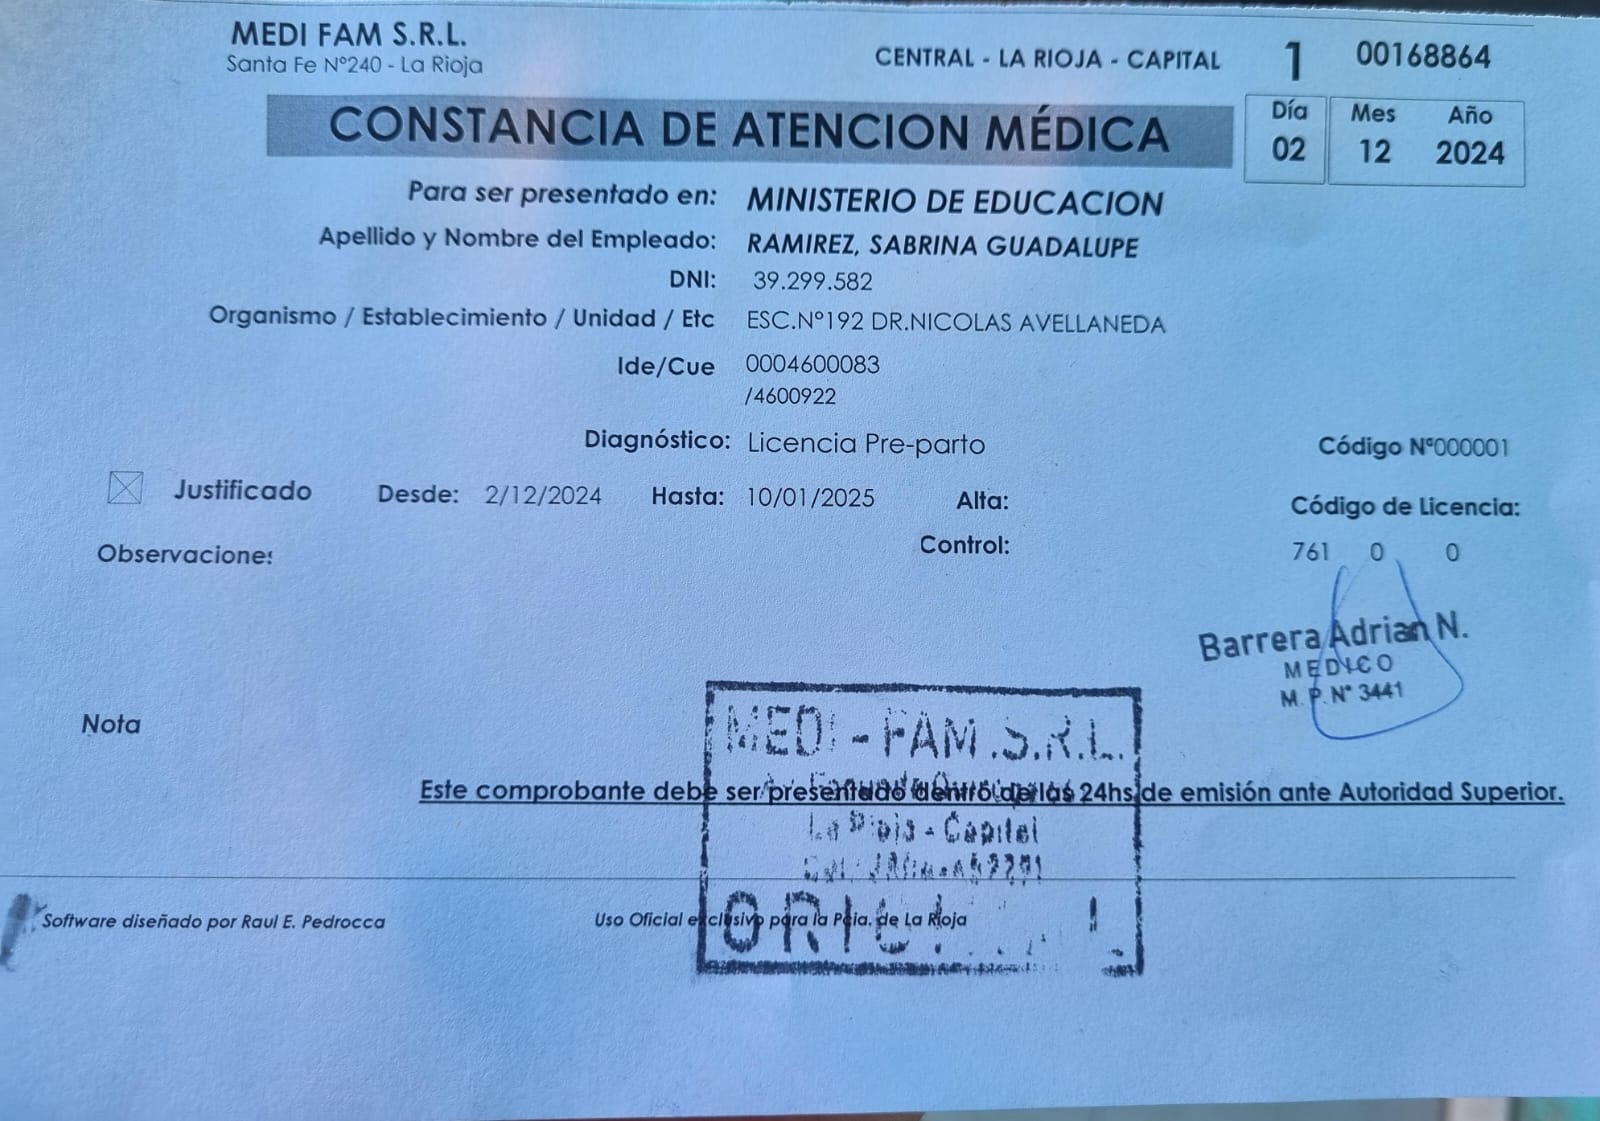 MEDI FAM S.R.L.
Santa Fe Nº240 - La Rioja
CENTRAL - LA RIOJA - CAPITAL
1 00168864
CONSTANCIA DE ATENCION MÉDICA
Día Mes Año
02 12 2024
Para ser presentado en: MINISTERIO DE EDUCACION
Apellido y Nombre del Empleado: RAMIREZ, SABRINA GUADALUPE
DNI: 39.299.582
Organismo / Establecimiento / Unidad / Etc ESC.Nº192 DR.NICOLAS AVELLANEDA
Ide/Cue 0004600083
/4600922
Diagnóstico: Licencia Pre-parto Código Nº000001
Justificado Desde: 2/12/2024 Hasta: 10/01/2025 Alta: Código de Licencia:
Observaciones: Control: 761 0 0
Barrera Adrian N.
MEDICO
M.P. N° 3441
Nota
MEDI - FAM.S.R.L.
Este comprobante debe ser presentado dentro de las 24hs de emisión ante Autoridad Superior.
La Rioja - Capital
Software diseñado por Raul E. Pedrocca Uso Oficial exclusivo para la Pcia. de La Rioja